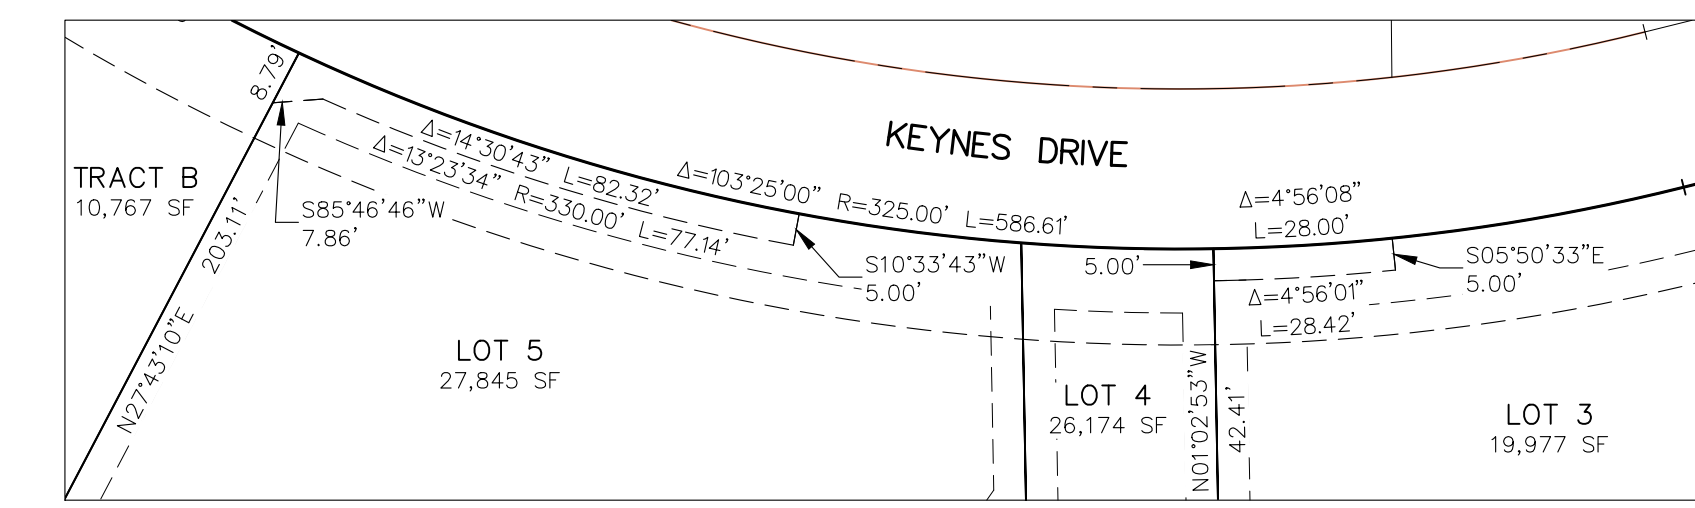 8.79'
KEYNES DRIVE
Δ=14°30'43" L=82.32'
Δ=13°23'34" R=330.00' L=77.14'
Δ=103°25'00" R=325.00' L=586.61'
Δ=4°56'08"
L=28.00'
TRACT B
10,767 SF
S85°46'46"W
7.86'
203.11'
N27°43'10"E
S10°33'43"W
5.00'
5.00'
S05°50'33"E
5.00'
Δ=4°56'01"
L=28.42'
LOT 5
27,845 SF
LOT 4
26,174 SF
N01°02'53"W
42.41'
LOT 3
19,977 SF